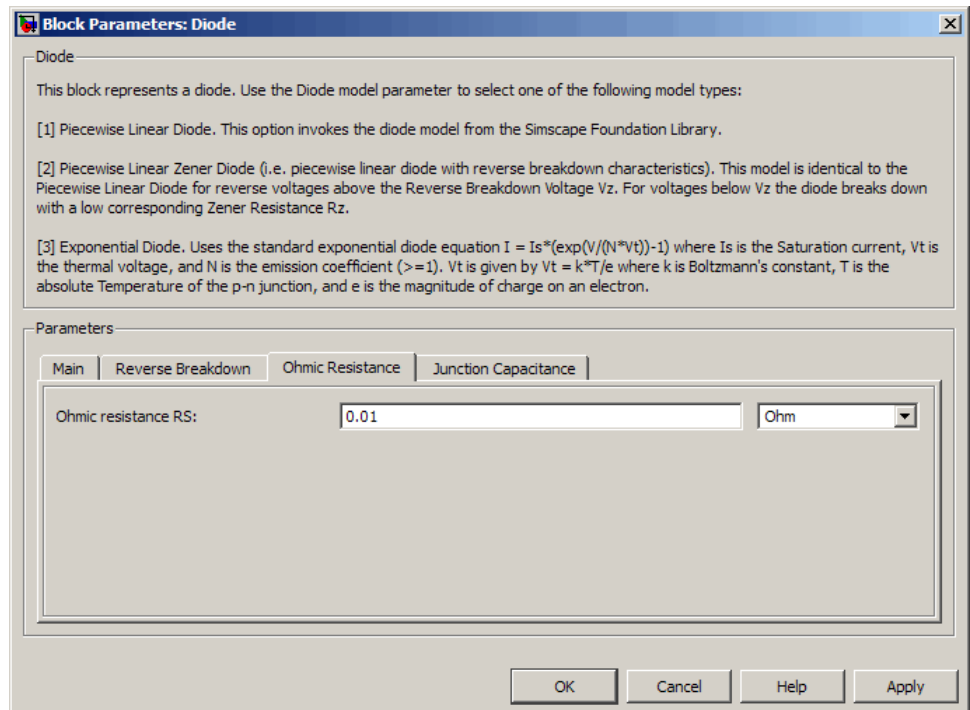 Block Parameters: Diode
Diode
This block represents a diode. Use the Diode model parameter to select one of the following model types:
[1] Piecewise Linear Diode. This option invokes the diode model from the Simscape Foundation Library.
[2] Piecewise Linear Zener Diode (i.e. piecewise linear diode with reverse breakdown characteristics). This model is identical to the
Piecewise Linear Diode for reverse voltages above the Reverse Breakdown Voltage Vz. For voltages below Vz the diode breaks down
with a low corresponding Zener Resistance Rz.
[3] Exponential Diode. Uses the standard exponential diode equation I = Is*(exp(V/(N*Vt))-1) where Is is the Saturation current, Vt is
the thermal voltage, and N is the emission coefficient (>=1). Vt is given by Vt = k*T/e where k is Boltzmann's constant, T is the
absolute Temperature of the p-n junction, and e is the magnitude of charge on an electron.
Parameters
Main Reverse Breakdown Ohmic Resistance Junction Capacitance
Ohmic resistance RS: 0.01 Ohm
OK Cancel Help Apply